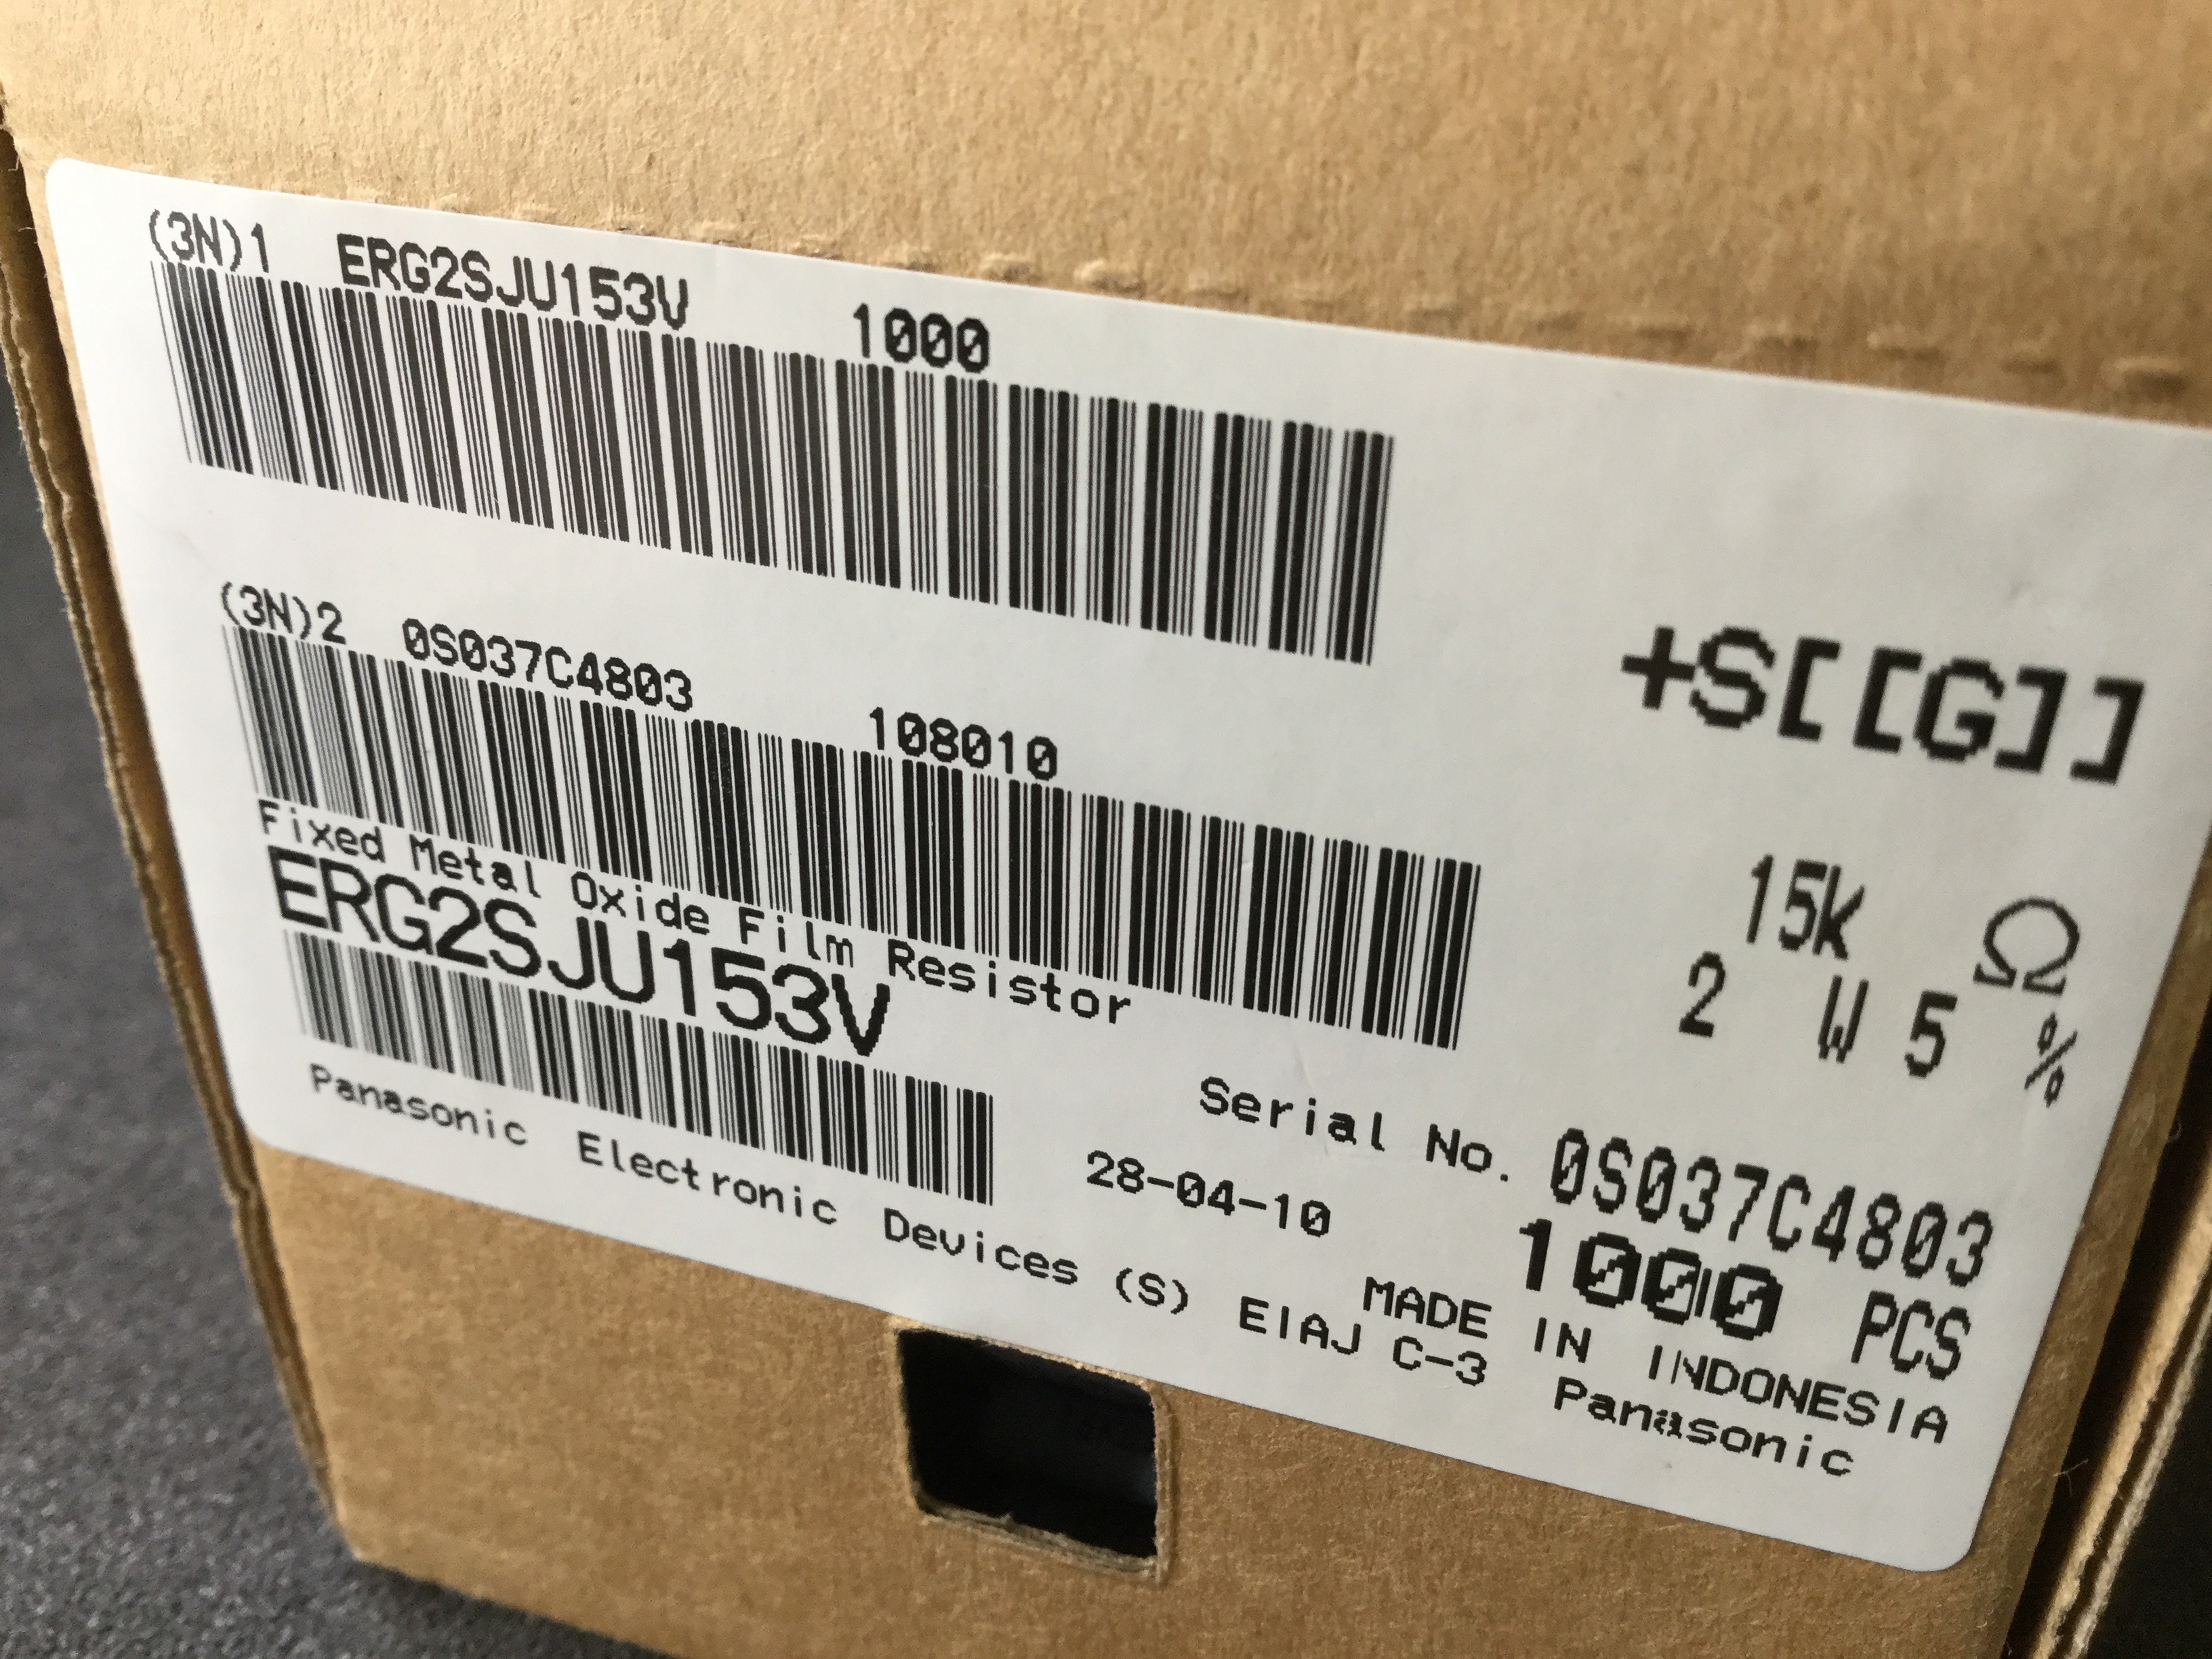 (3N)1 ERG2SJU153V 1000
(3N)2 0S037C4803 108010
+S[[G]]
Fixed Metal Oxide Film Resistor
15k Ω
ERG2SJU153V
2 W 5 %
Serial No. 0S037C4803
28-04-10 1000 PCS
MADE IN INDONESIA
Panasonic Electronic Devices (S) EIAJ C-3 Panasonic